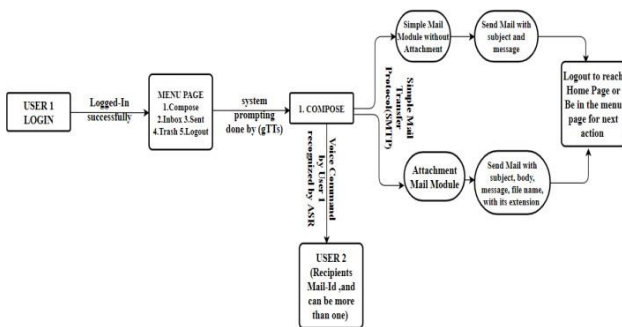 USER 1
LOGIN
Logged-In
successfully
MENU PAGE
1.Compose
2.Inbox 3.Sent
4.Trash 5.Logout
system
prompting
done by (gTTs)
1. COMPOSE
Voice Command
by User 1
recognized by ASR
USER 2
(Recipients
Mail-Id ,and
can be more
than one)
Simple Mail
Transfer
Protocol(SMTP)
Simple Mail
Module without
Attachment
Send Mail with
subject and
message
Attachment
Mail Module
Send Mail with
subject, body,
message, file name,
with its extension
Logout to reach
Home Page or
Be in the menu
page for next
action